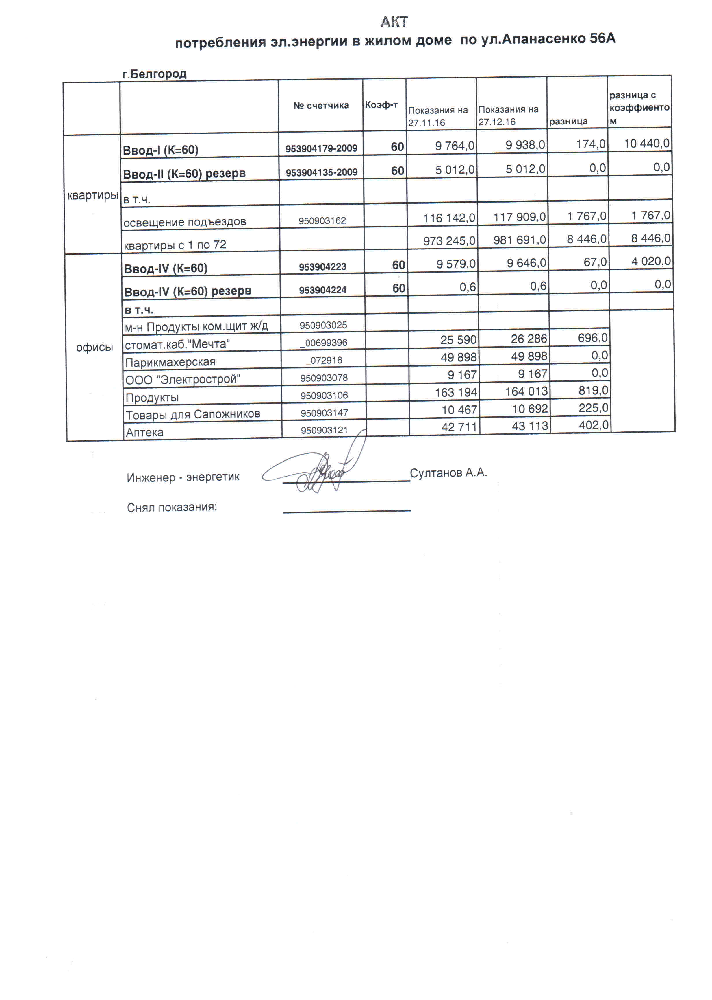 АКТ
потребления эл.энергии в жилом доме по ул.Апанасенко 56А
г.Белгород
№ счетчика Коэф-т Показания на 27.11.16 Показания на 27.12.16 разница разница с коэффиенто м
квартиры
Ввод-I (К=60) 953904179-2009 60 9 764,0 9 938,0 174,0 10 440,0
Ввод-II (К=60) резерв 953904135-2009 60 5 012,0 5 012,0 0,0 0,0
в т.ч.
освещение подъездов 950903162 116 142,0 117 909,0 1 767,0 1 767,0
квартиры с 1 по 72 973 245,0 981 691,0 8 446,0 8 446,0
офисы
Ввод-IV (К=60) 953904223 60 9 579,0 9 646,0 67,0 4 020,0
Ввод-IV (К=60) резерв 953904224 60 0,6 0,6 0,0 0,0
в т.ч.
м-н Продукты ком.щит ж/д 950903025
стомат.каб."Мечта" _00699396 25 590 26 286 696,0
Парикмахерская _072916 49 898 49 898 0,0
ООО "Электрострой" 950903078 9 167 9 167 0,0
Продукты 950903106 163 194 164 013 819,0
Товары для Сапожников 950903147 10 467 10 692 225,0
Аптека 950903121 42 711 43 113 402,0
Инженер - энергетик Султанов А.А.
Снял показания: